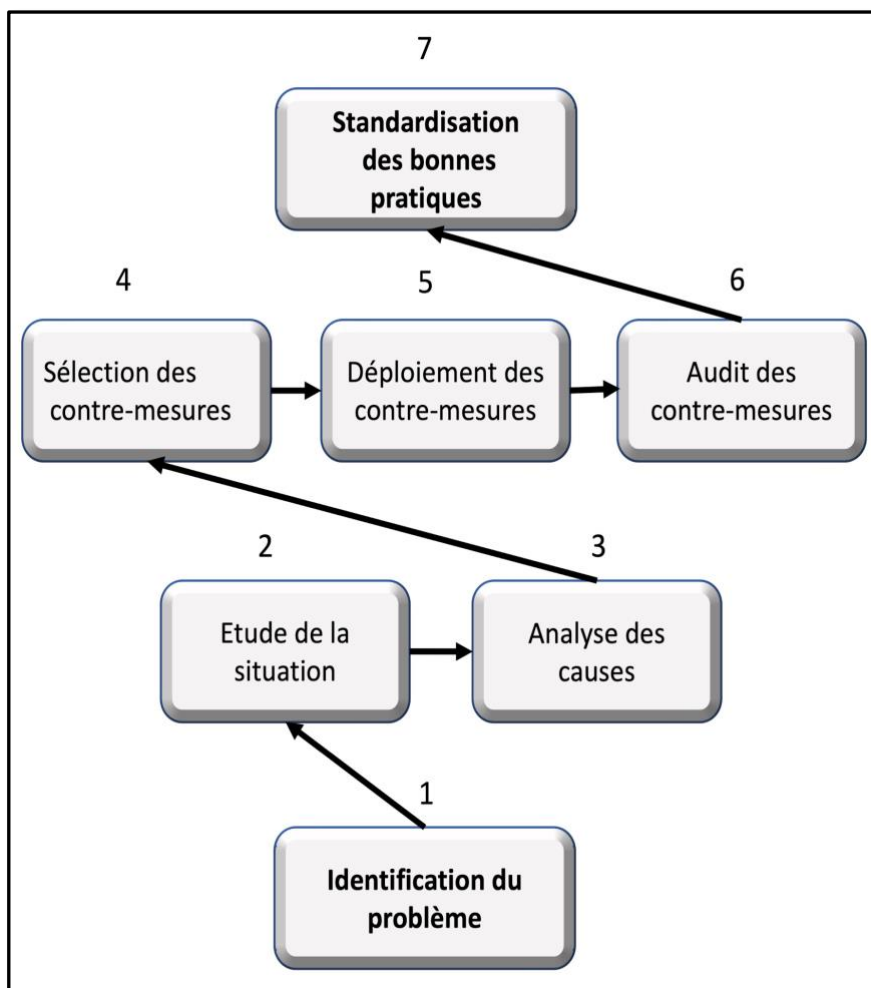 7
Standardisation
des bonnes
pratiques
4
5
6
Sélection des
contre-mesures
Déploiement des
contre-mesures
Audit des
contre-mesures
2
3
Etude de la
situation
Analyse des
causes
1
Identification du
problème